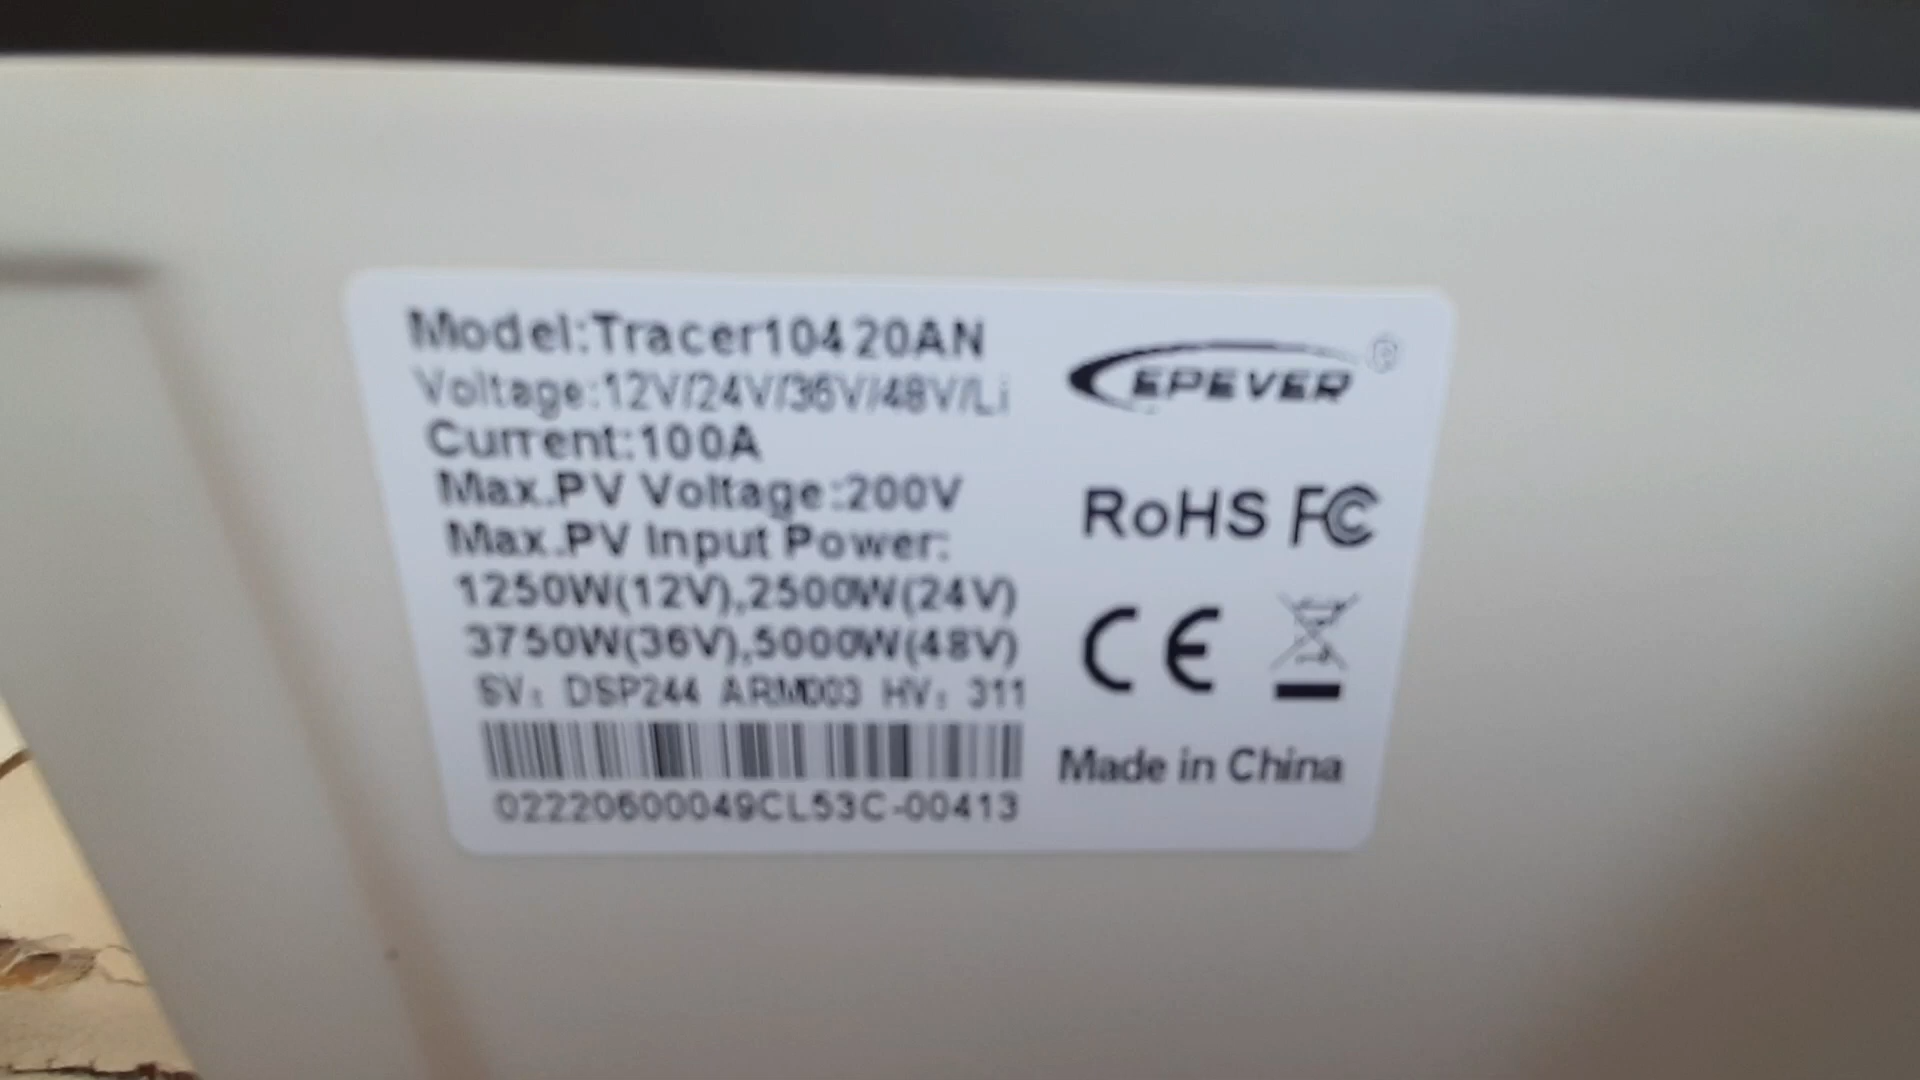 Model:Tracer10420AN
Voltage:12V/24V/36V/48V/Li
Current:100A
Max.PV Voltage:200V
Max.PV Input Power:
1250W(12V),2500W(24V)
3750W(36V),5000W(48V)
SV: DSP244 ARM003 HV: 311
02220600049CL53C-00413
EPEVER®
RoHS FC
CE
Made in China